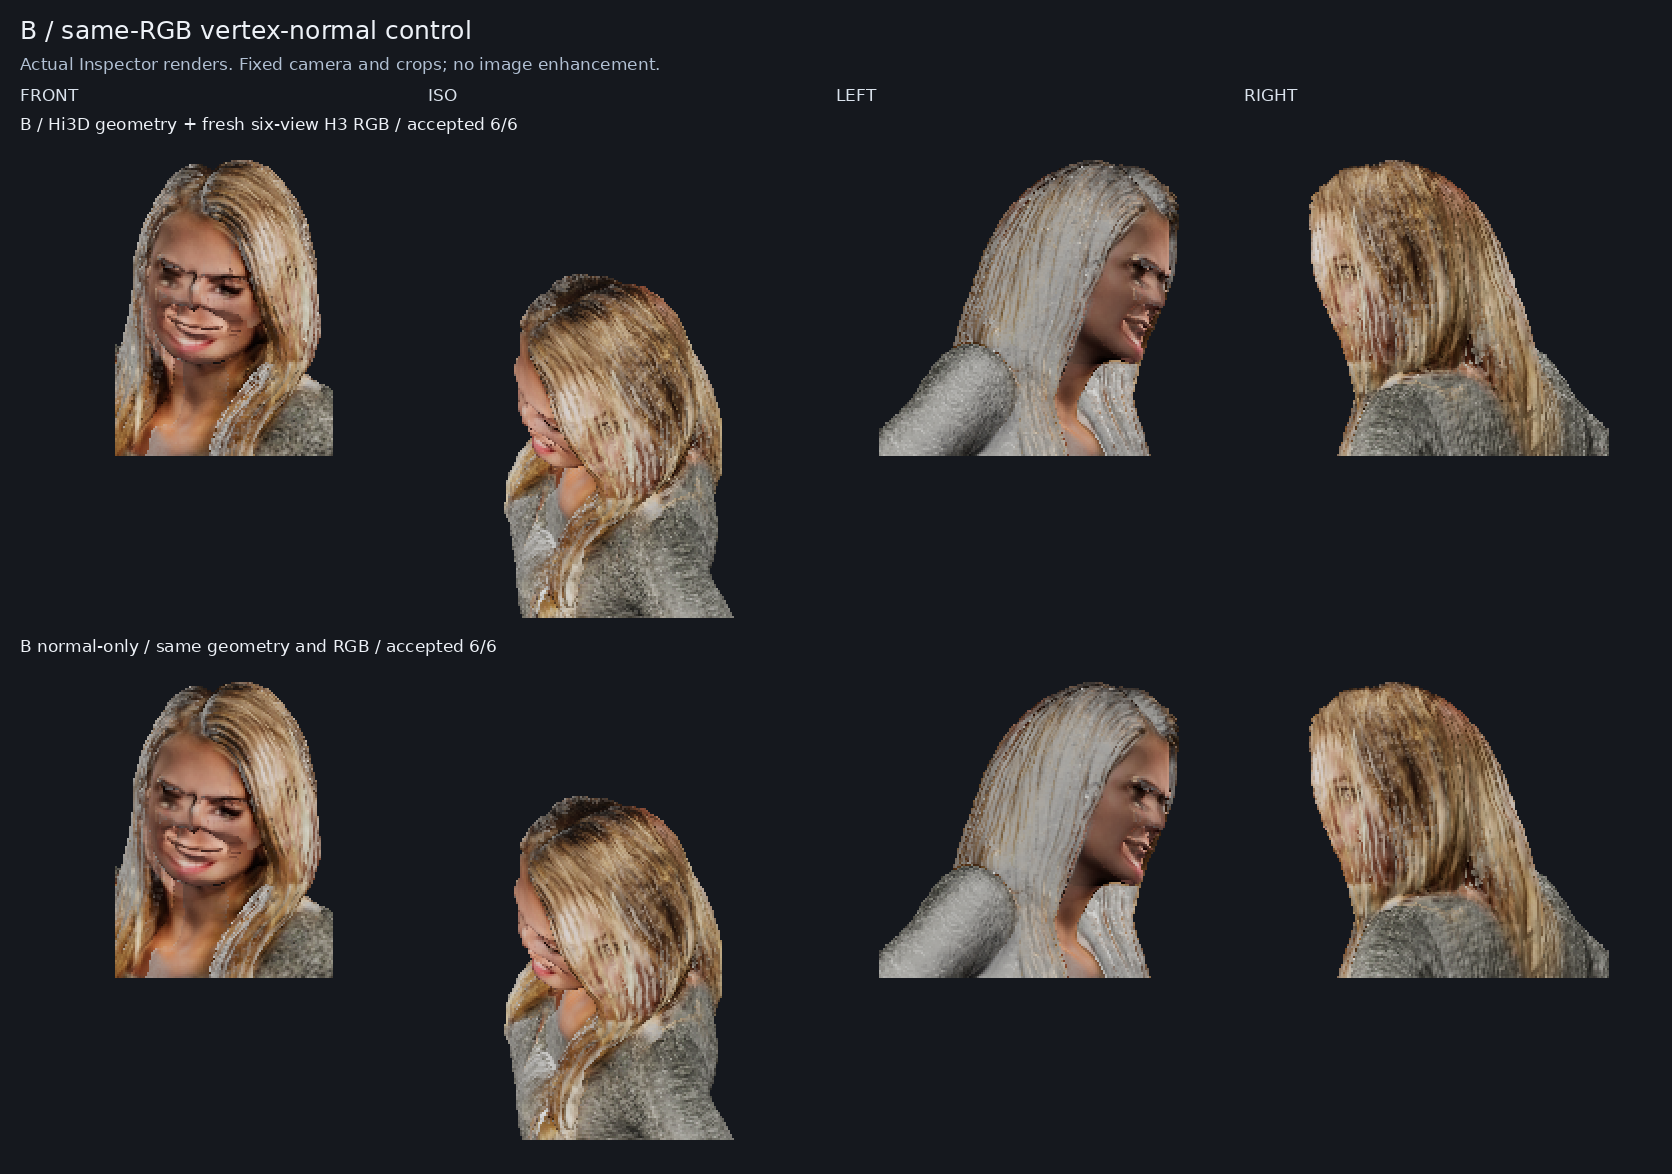 B / same-RGB vertex-normal control
Actual Inspector renders. Fixed camera and crops; no image enhancement.
FRONT ISO LEFT RIGHT
B / Hi3D geometry + fresh six-view H3 RGB / accepted 6/6
B normal-only / same geometry and RGB / accepted 6/6